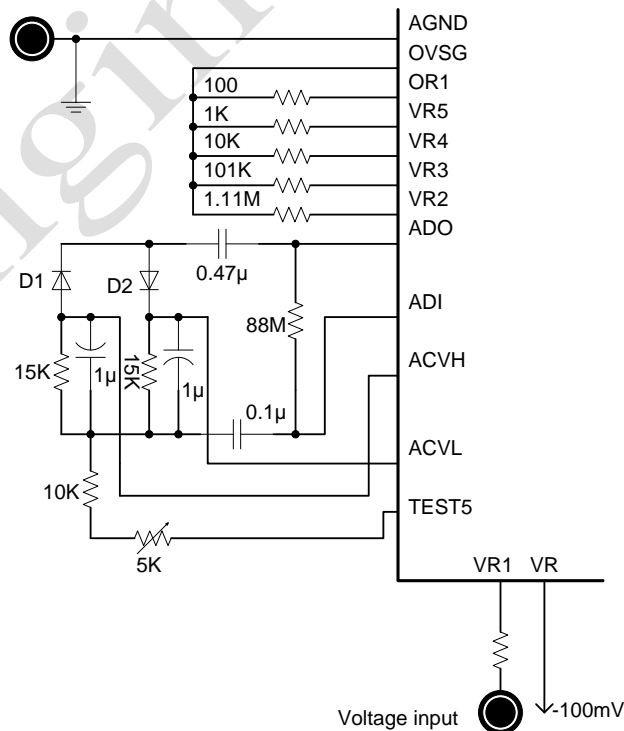 AGND
OVSG
OR1
100
VR5
1K
VR4
10K
VR3
101K
VR2
1.11M
ADO
0.47µ
D1
D2
ADI
88M
ACVH
15K
1µ
15K
1µ
0.1µ
ACVL
10K
TEST5
5K
VR1 VR
Voltage input
-100mV